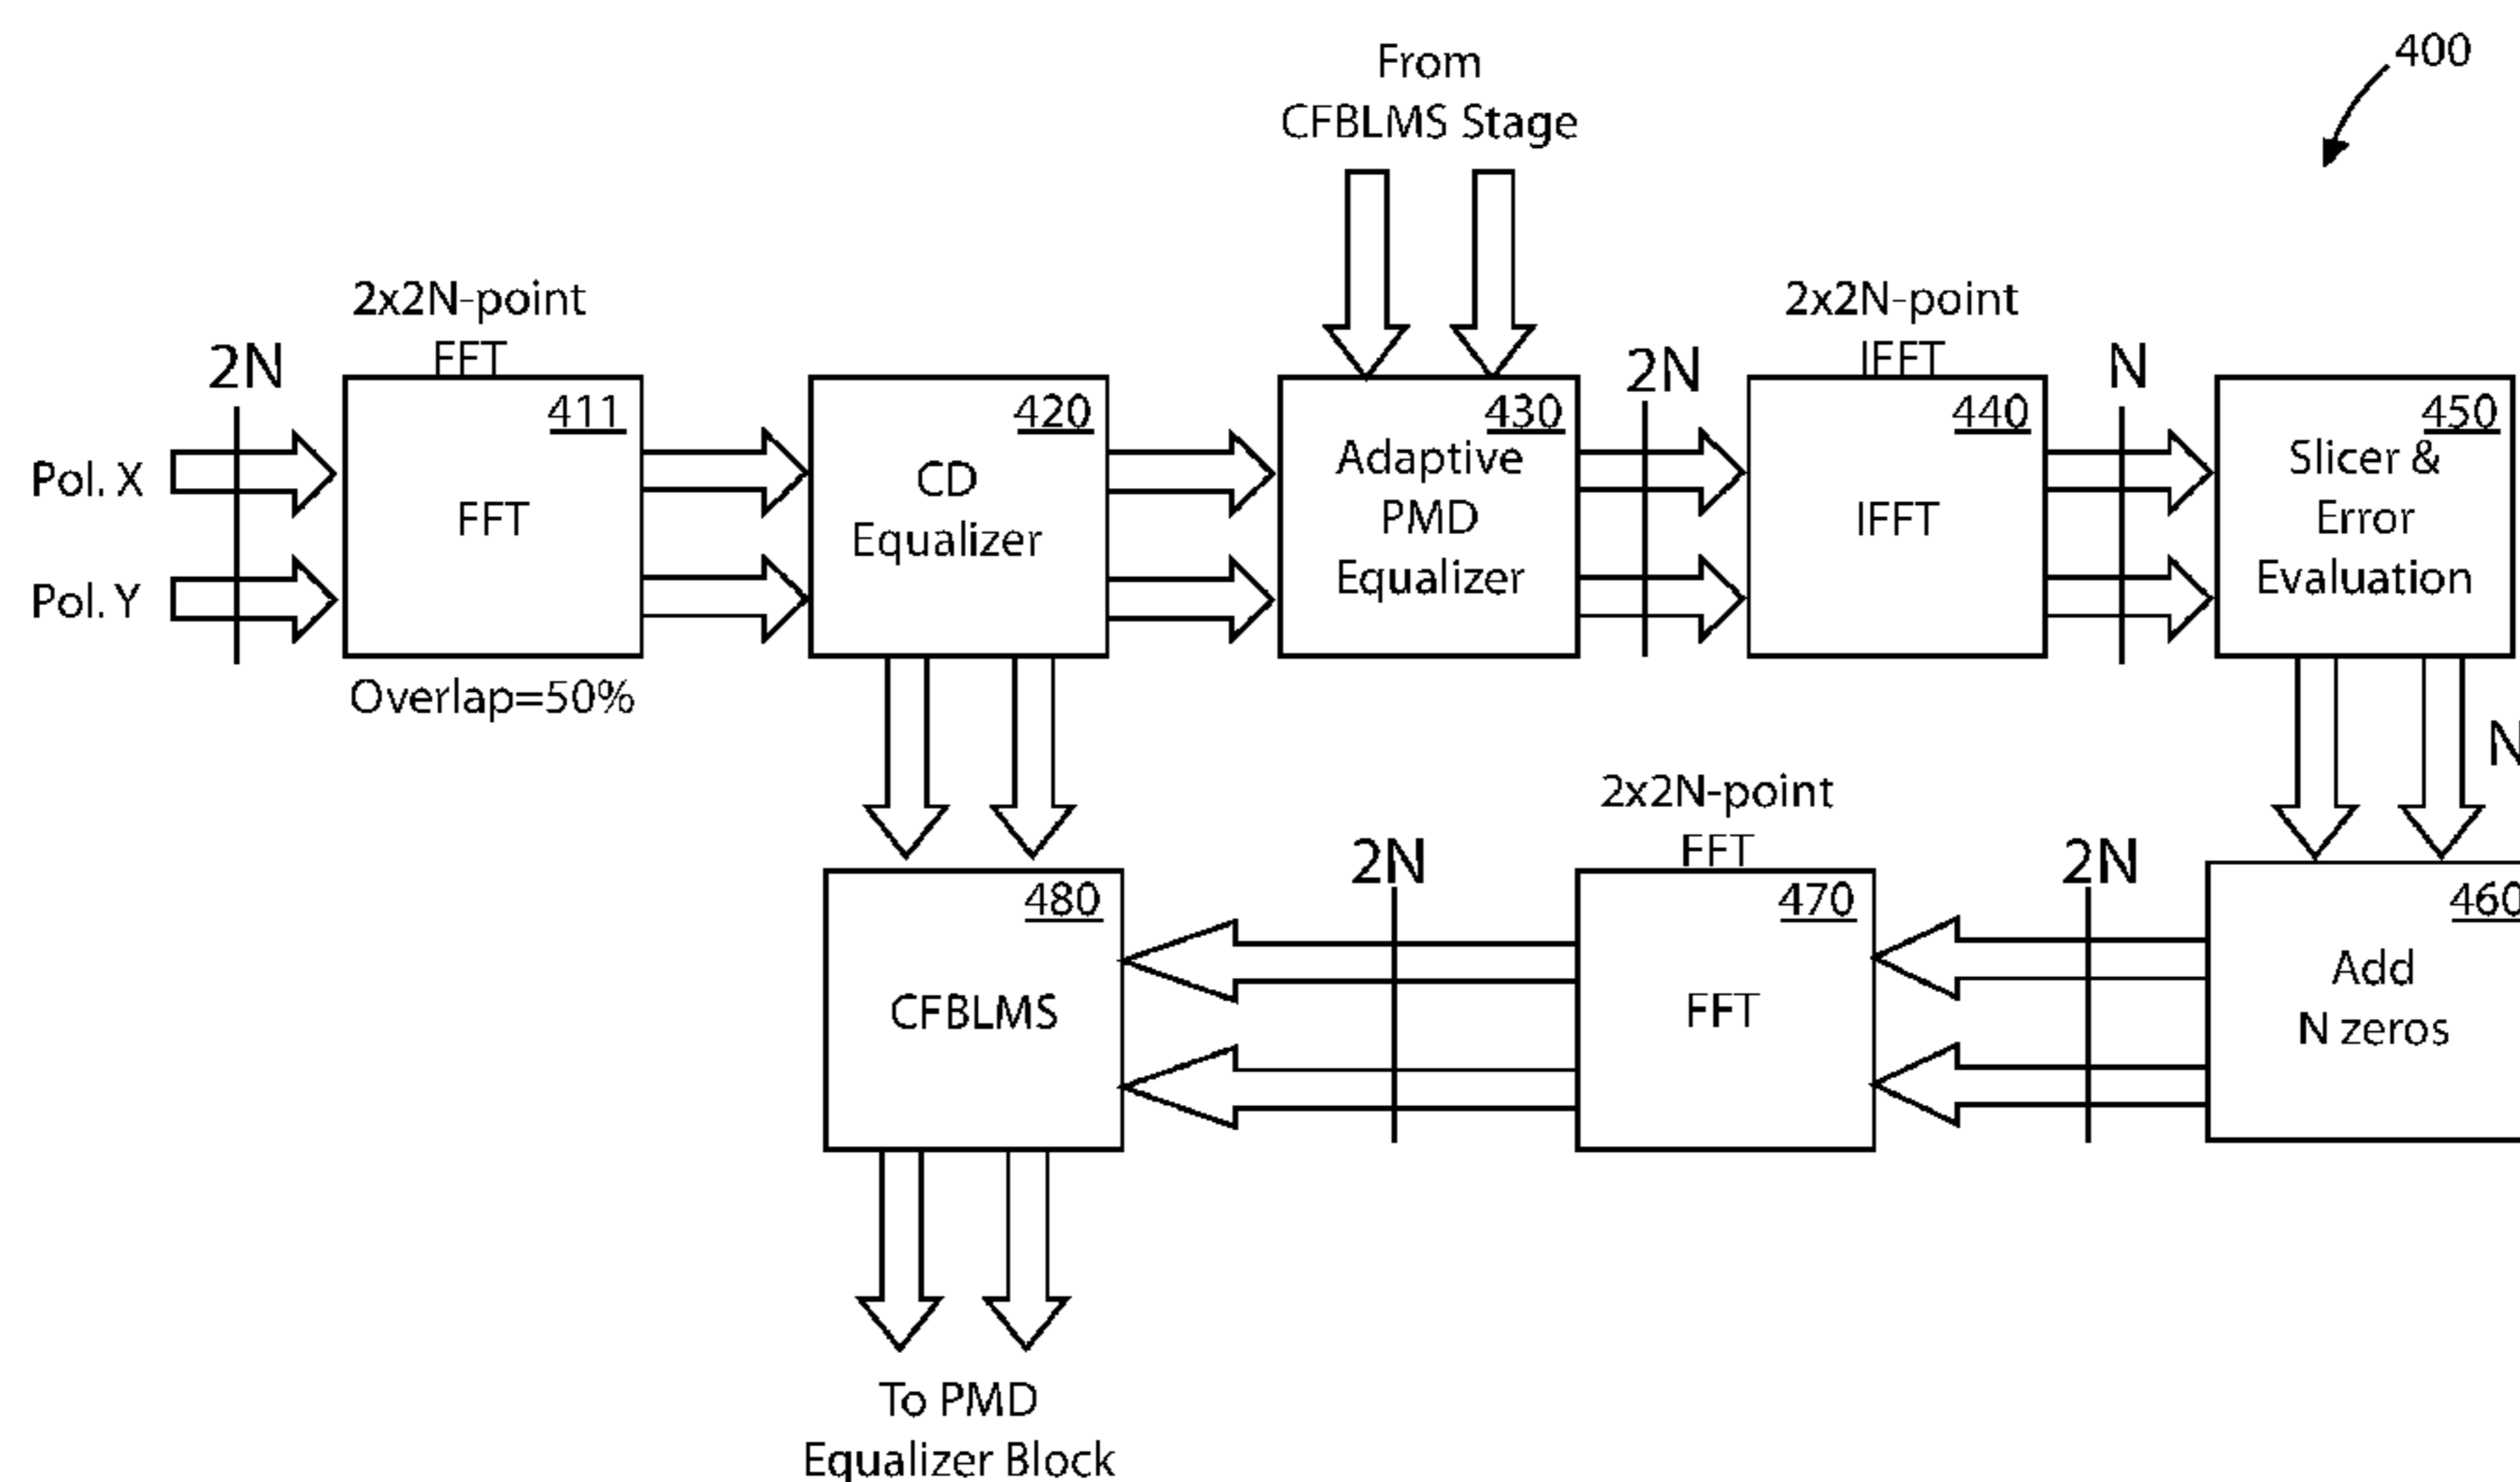 From
CFBLMS Stage
400
2x2N-point
FFT
2x2N-point
IFFT
2N
2N
N
411
420
430
440
450
Pol. X
Pol. Y
FFT
CD
Equalizer
Adaptive
PMD
Equalizer
IFFT
Slicer &
Error
Evaluation
Overlap=50%
N
2x2N-point
FFT
2N
2N
480
470
460
CFBLMS
FFT
Add
N zeros
To PMD
Equalizer Block